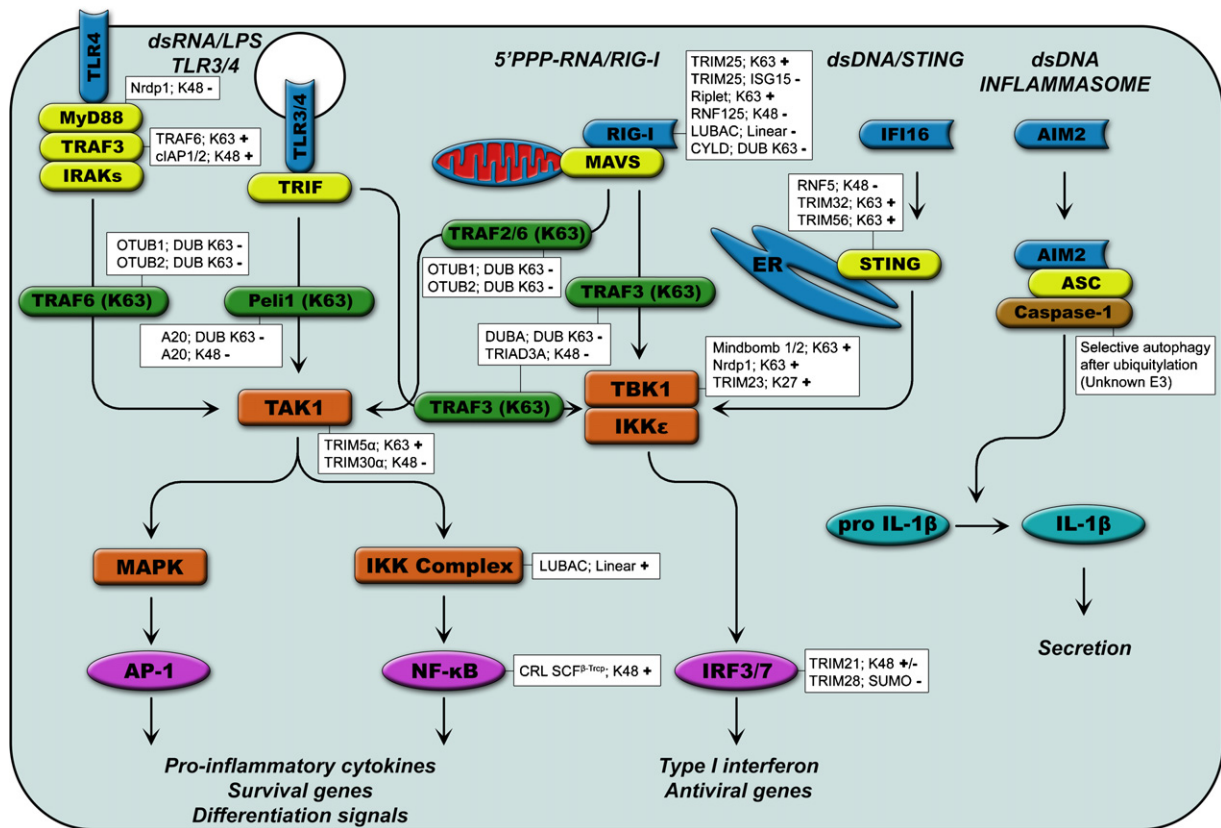 TLR4
dsRNA/LPS
TLR3/4
Nrdp1; K48 -
MyD88
TRAF3
IRAKs
TRAF6; K63 +
cIAP1/2; K48 +
TLR3/4
TRIF
OTUB1; DUB K63 -
OTUB2; DUB K63 -
TRAF6 (K63)
Peli1 (K63)
A20; DUB K63 -
A20; K48 -
5'PPP-RNA/RIG-I
TRIM25; K63 +
TRIM25; ISG15 -
Riplet; K63 +
RNF125; K48 -
LUBAC; Linear -
CYLD; DUB K63 -
RIG-I
MAVS
TRAF2/6 (K63)
OTUB1; DUB K63 -
OTUB2; DUB K63 -
TRAF3 (K63)
DUBA; DUB K63 -
TRIAD3A; K48 -
TRAF3 (K63)
dsDNA/STING
IFI16
RNF5; K48 -
TRIM32; K63 +
TRIM56; K63 +
ER
STING
Mindbomb 1/2; K63 +
Nrdp1; K63 +
TRIM23; K27 +
TBK1
IKKε
dsDNA
INFLAMMASOME
AIM2
AIM2
ASC
Caspase-1
Selective autophagy
after ubiquitylation
(Unknown E3)
TAK1
TRIM5α; K63 +
TRIM30α; K48 -
pro IL-1β
IL-1β
Secretion
MAPK
IKK Complex
LUBAC; Linear +
AP-1
NF-κB
CRL SCFβ-Trcp; K48 +
IRF3/7
TRIM21; K48 +/-
TRIM28; SUMO -
Pro-inflammatory cytokines
Survival genes
Differentiation signals
Type I interferon
Antiviral genes